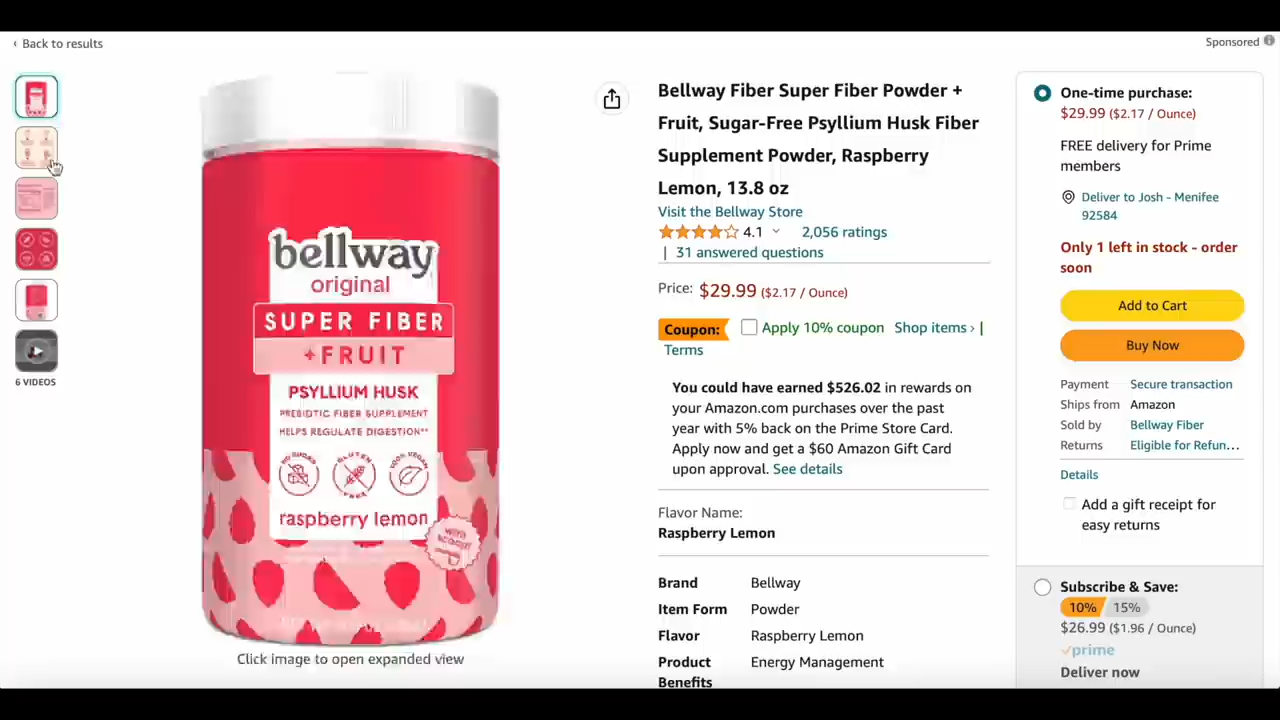 ‹ Back to results
Sponsored
6 VIDEOS
bellway
original
SUPER FIBER
+FRUIT
PSYLLIUM HUSK
PREBIOTIC FIBER SUPPLEMENT
HELPS REGULATE DIGESTION**
NO SUGAR
GLUTEN FREE
100% VEGAN
raspberry lemon
WITH SCOOP!
Click image to open expanded view
Bellway Fiber Super Fiber Powder +
Fruit, Sugar-Free Psyllium Husk Fiber
Supplement Powder, Raspberry
Lemon, 13.8 oz
Visit the Bellway Store
4.1 2,056 ratings
| 31 answered questions
Price: $29.99 ($2.17 / Ounce)
Coupon: Apply 10% coupon Shop items › |
Terms
You could have earned $526.02 in rewards on
your Amazon.com purchases over the past
year with 5% back on the Prime Store Card.
Apply now and get a $60 Amazon Gift Card
upon approval. See details
Flavor Name:
Raspberry Lemon
Brand Bellway
Item Form Powder
Flavor Raspberry Lemon
Product Energy Management
Benefits
One-time purchase:
$29.99 ($2.17 / Ounce)
FREE delivery for Prime
members
Deliver to Josh - Menifee
92584
Only 1 left in stock - order
soon
Add to Cart
Buy Now
Payment Secure transaction
Ships from Amazon
Sold by Bellway Fiber
Returns Eligible for Refun…
Details
Add a gift receipt for
easy returns
Subscribe & Save:
10% 15%
$26.99 ($1.96 / Ounce)
prime
Deliver now